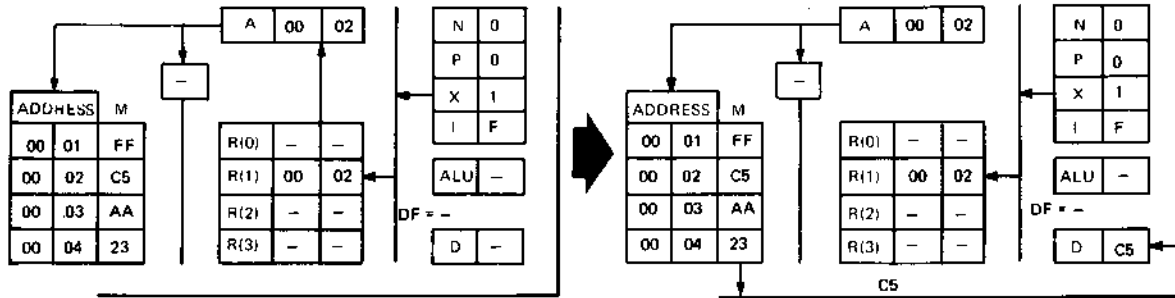 A 00 02
N 0
P 0
X 1
I F
–
ADDRESS M
00 01 FF
00 02 C5
00 03 AA
00 04 23
R(0) – –
R(1) 00 02
R(2) – –
R(3) – –
ALU –
DF = –
D –
A 00 02
N 0
P 0
X 1
I F
–
ADDRESS M
00 01 FF
00 02 C5
00 03 AA
00 04 23
R(0) – –
R(1) 00 02
R(2) – –
R(3) – –
ALU –
DF = –
D C5
C5